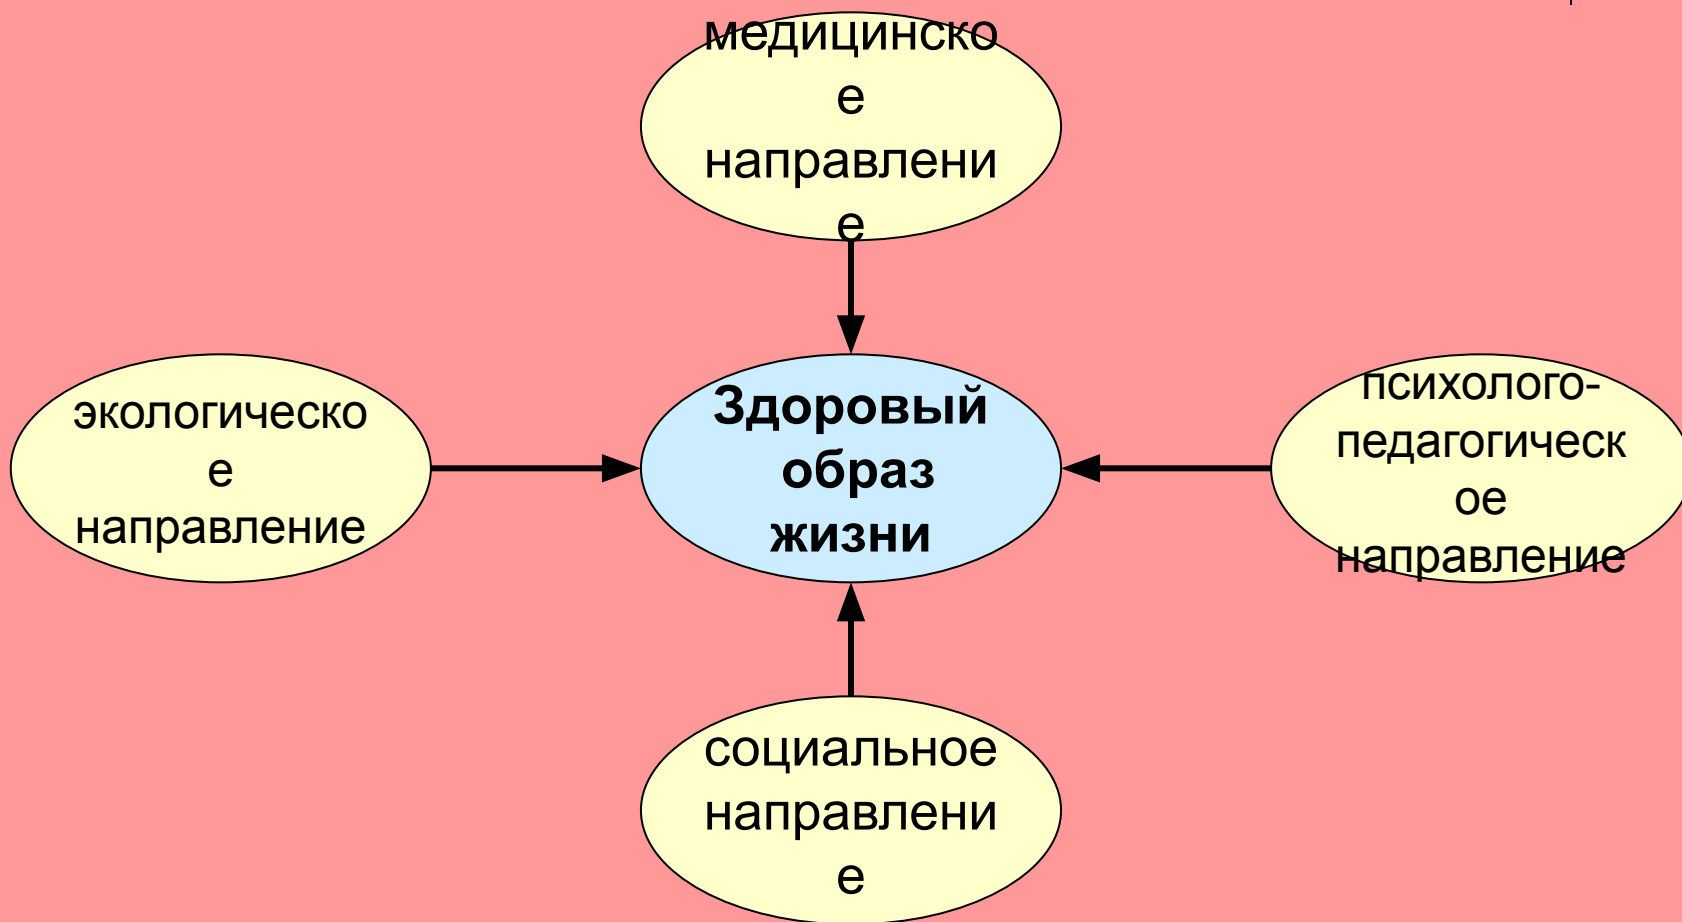 медицинско
е
направлени
е
экологическо
е
направление
Здоровый
образ
жизни
психолого-
педагогическ
ое
направление
социальное
направлени
е